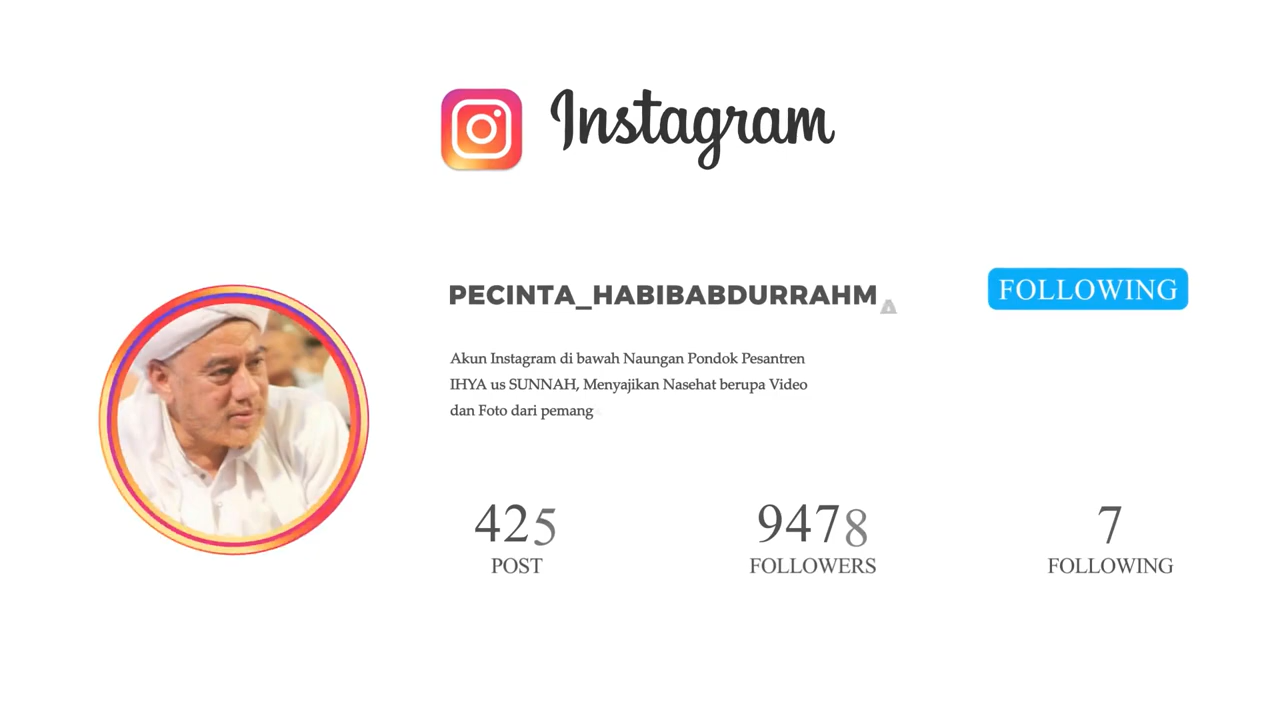 Instagram
PECINTA_HABIBABDURRAHMA
FOLLOWING
Akun Instagram di bawah Naungan Pondok Pesantren
IHYA us SUNNAH, Menyajikan Nasehat berupa Video
dan Foto dari pemang
425
POST
9478
FOLLOWERS
7
FOLLOWING